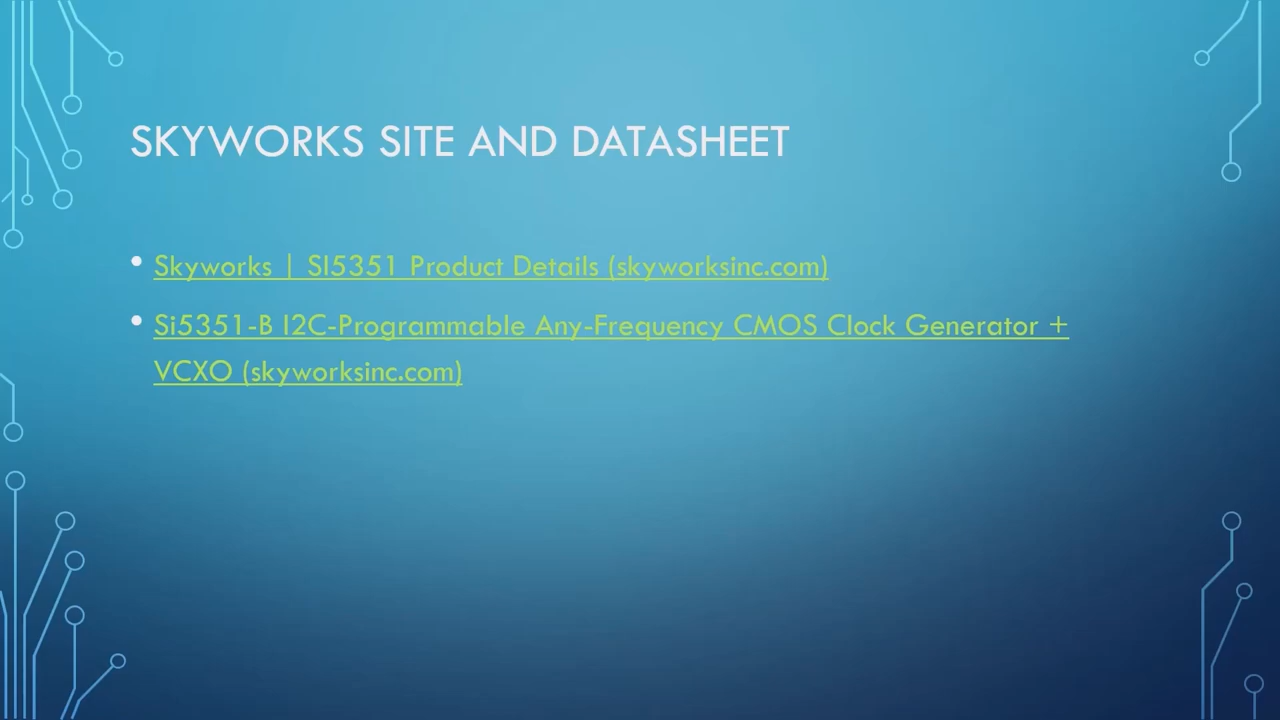 SKYWORKS SITE AND DATASHEET
• Skyworks | SI5351 Product Details (skyworksinc.com)
• Si5351-B I2C-Programmable Any-Frequency CMOS Clock Generator +
VCXO (skyworksinc.com)